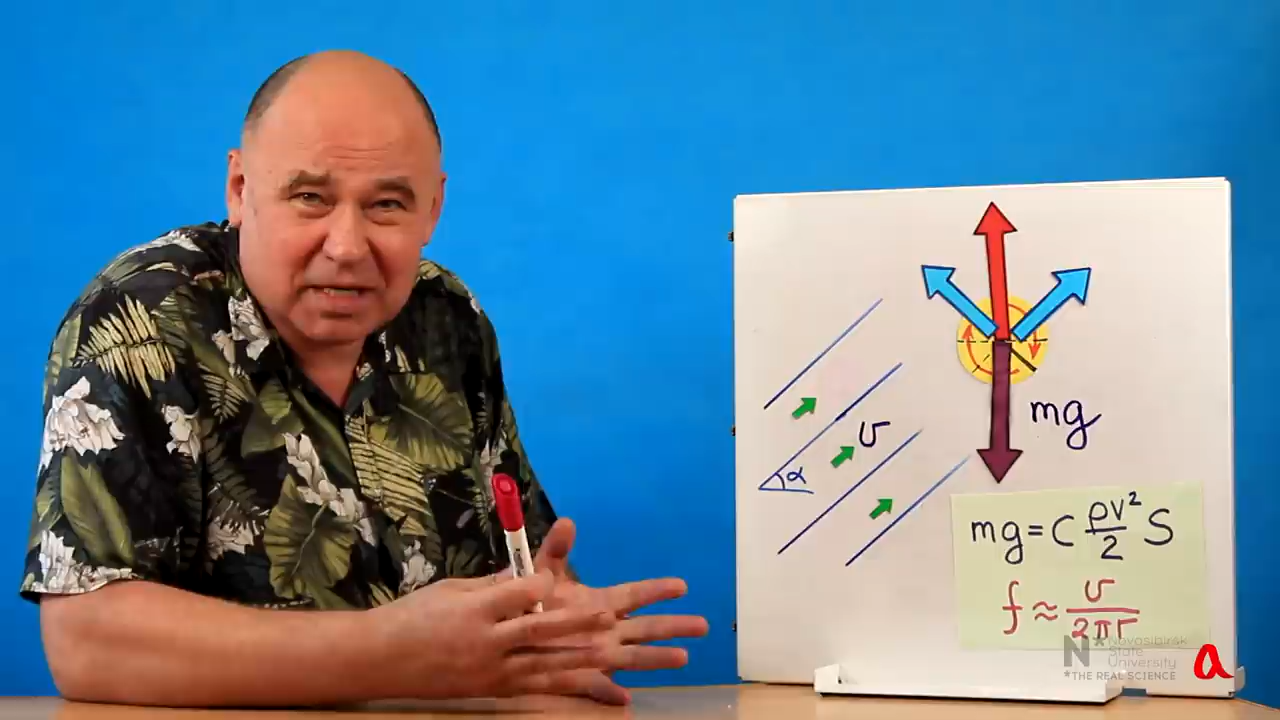 α
υ
mg
mg = C ρv²/2 S
f ≈ υ/2πr
N*
Novosibirsk
State
University
*THE REAL SCIENCE
a